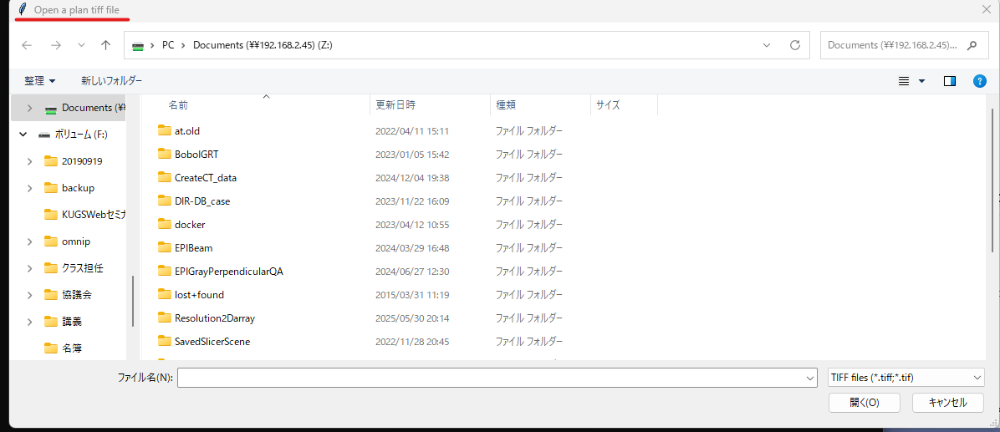 Open a plan tiff file
PC > Documents (¥¥192.168.2.45) (Z:)
Documents (¥¥192.168.2.45)...
整理
新しいフォルダー
名前 更新日時 種類 サイズ
Documents (¥¥
ボリューム (F:)
20190919
backup
KUGSWebセミナ
omnip
クラス担任
協議会
講義
名簿
at.old 2022/04/11 15:11 ファイル フォルダー
BobolGRT 2023/01/05 15:42 ファイル フォルダー
CreateCT_data 2024/12/04 19:38 ファイル フォルダー
DIR-DB_case 2023/11/22 16:09 ファイル フォルダー
docker 2023/04/12 10:55 ファイル フォルダー
EPIBeam 2024/03/29 16:48 ファイル フォルダー
EPIGrayPerpendicularQA 2024/06/27 12:30 ファイル フォルダー
lost+found 2015/03/31 11:19 ファイル フォルダー
Resolution2Darray 2025/05/30 20:14 ファイル フォルダー
SavedSlicerScene 2022/11/28 20:45 ファイル フォルダー
ファイル名(N):
TIFF files (*.tiff;*.tif)
開く(O)
キャンセル